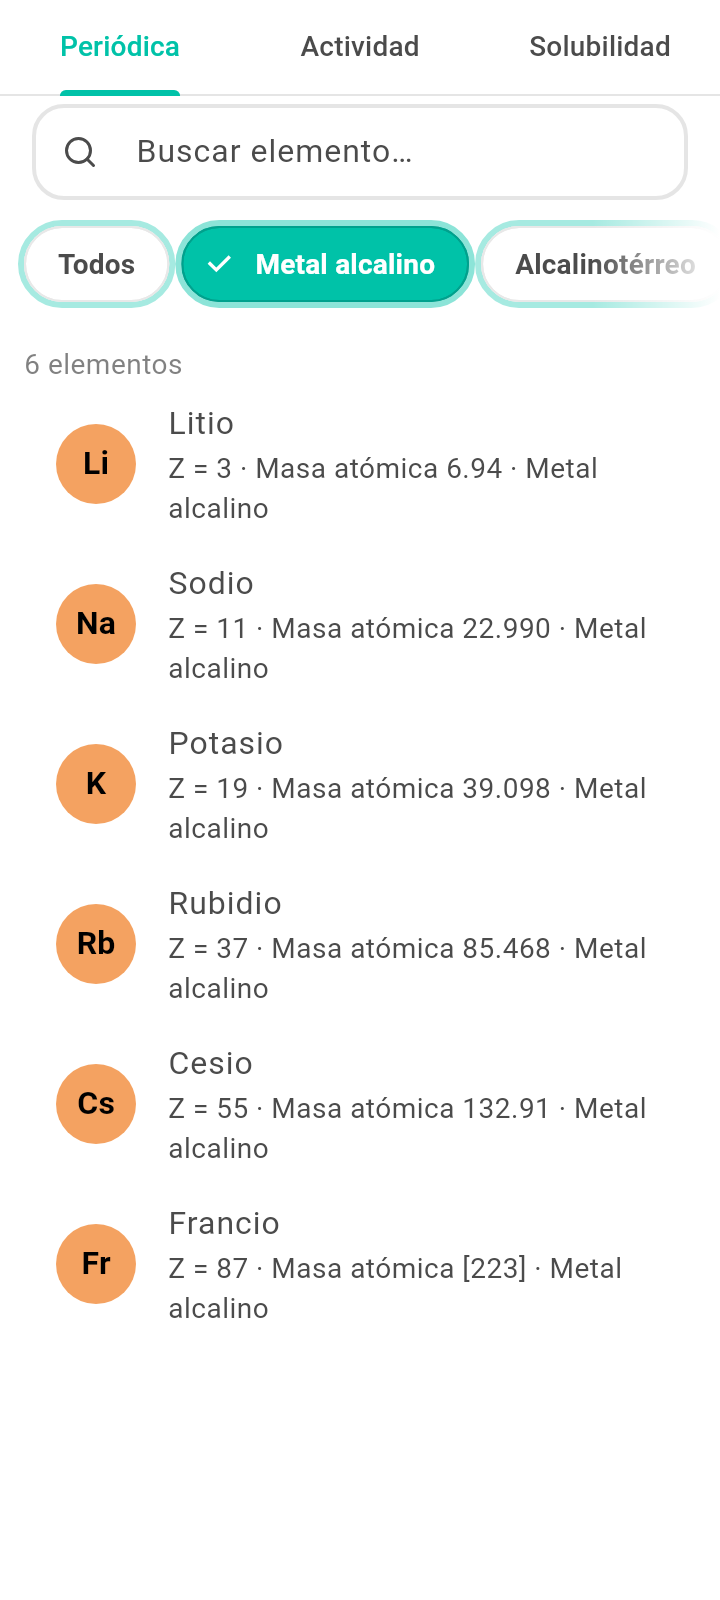 Periódica
Actividad
Solubilidad
Buscar elemento...
Todos
Metal alcalino
Alcalinotérreo
6 elementos
Li
Litio
Z = 3 · Masa atómica 6.94 · Metal
alcalino
Na
Sodio
Z = 11 · Masa atómica 22.990 · Metal
alcalino
K
Potasio
Z = 19 · Masa atómica 39.098 · Metal
alcalino
Rb
Rubidio
Z = 37 · Masa atómica 85.468 · Metal
alcalino
Cs
Cesio
Z = 55 · Masa atómica 132.91 · Metal
alcalino
Fr
Francio
Z = 87 · Masa atómica [223] · Metal
alcalino